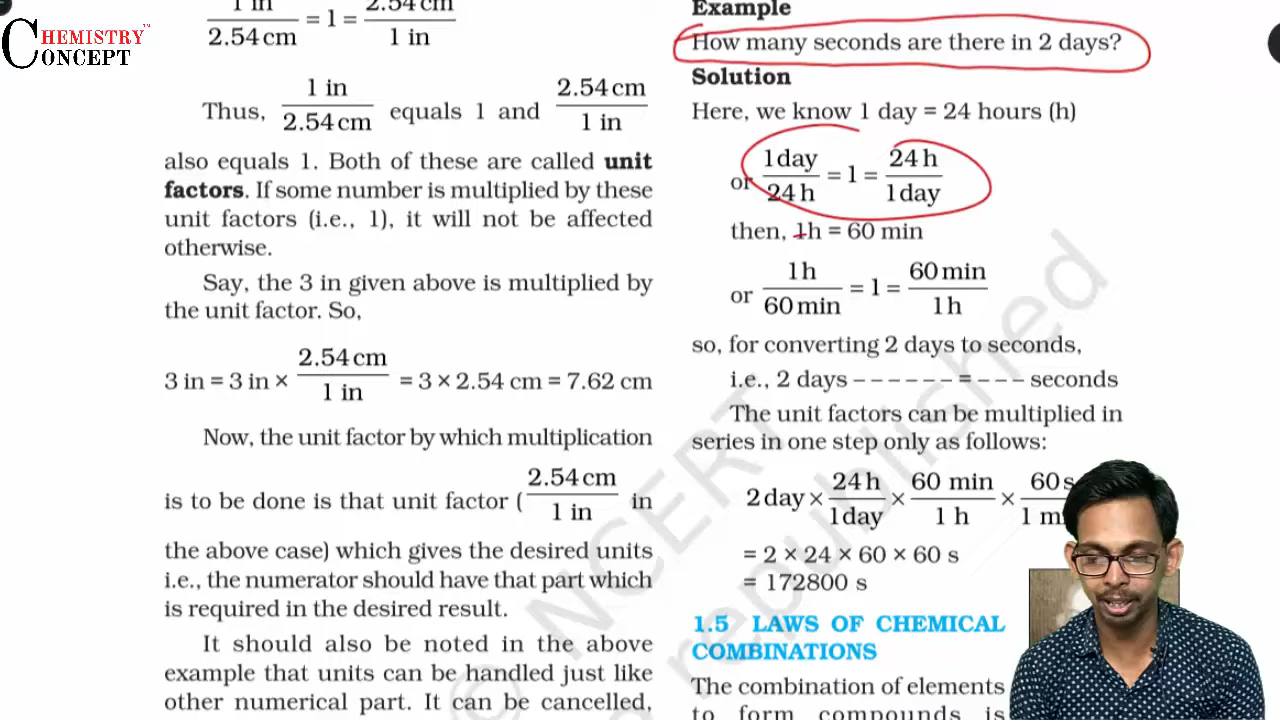 CHEMISTRY™
CONCEPT
1 in / 2.54 cm = 1 = 2.54 cm / 1 in
Thus, 1 in / 2.54 cm equals 1 and 2.54 cm / 1 in
also equals 1. Both of these are called unit
factors. If some number is multiplied by these
unit factors (i.e., 1), it will not be affected
otherwise.
Say, the 3 in given above is multiplied by
the unit factor. So,
3 in = 3 in × 2.54 cm / 1 in = 3 × 2.54 cm = 7.62 cm
Now, the unit factor by which multiplication
is to be done is that unit factor ( 2.54 cm / 1 in in
the above case) which gives the desired units
i.e., the numerator should have that part which
is required in the desired result.
It should also be noted in the above
example that units can be handled just like
other numerical part. It can be cancelled,
Example
How many seconds are there in 2 days?
Solution
Here, we know 1 day = 24 hours (h)
or 1 day / 24 h = 1 = 24 h / 1 day
then, 1h = 60 min
or 1 h / 60 min = 1 = 60 min / 1 h
so, for converting 2 days to seconds,
i.e., 2 days – – – – – – = – – – seconds
The unit factors can be multiplied in
series in one step only as follows:
2 day × 24 h / 1 day × 60 min / 1 h × 60 s / 1
= 2 × 24 × 60 × 60 s
= 172800 s
1.5 LAWS OF CHEMICAL
COMBINATIONS
The combination of elements
to form compounds is
© NCERT
republished